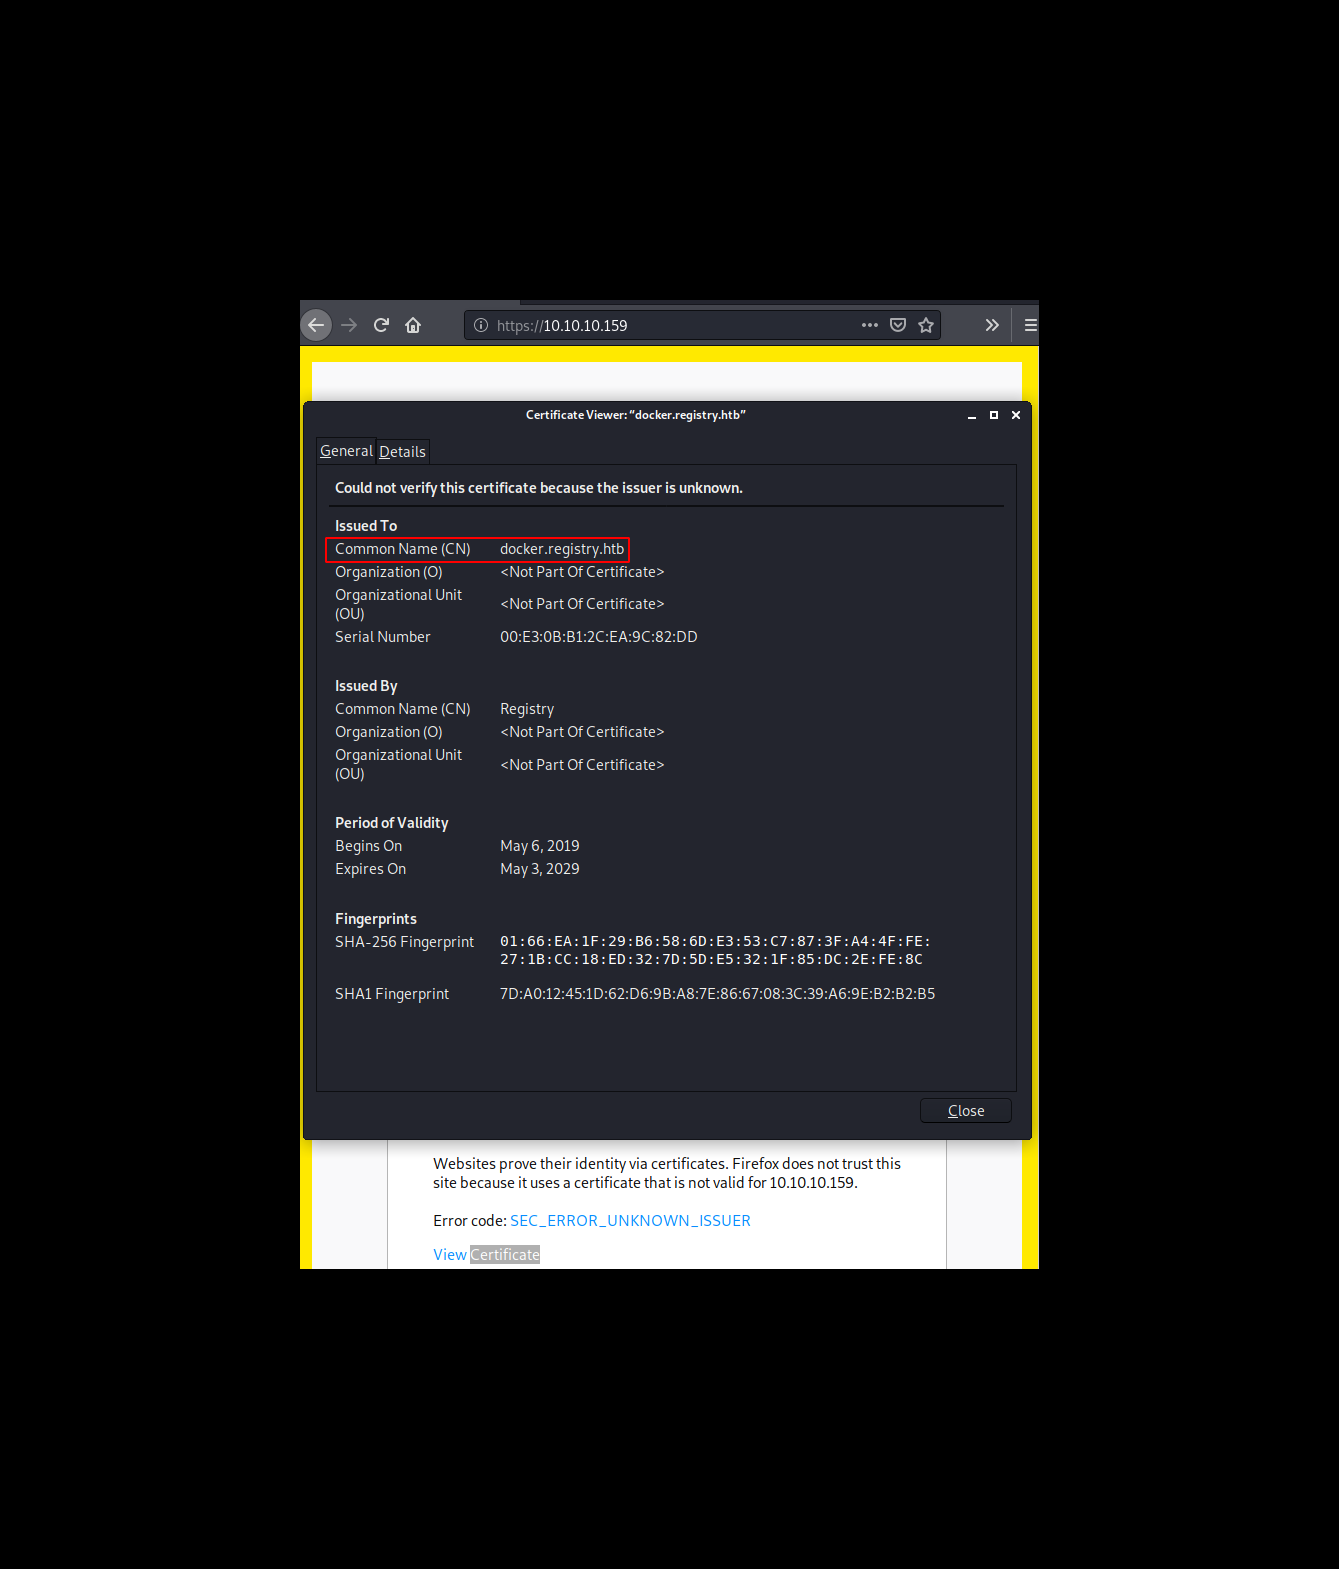 https://10.10.10.159
Certificate Viewer: “docker.registry.htb”
General Details
Could not verify this certificate because the issuer is unknown.
Issued To
Common Name (CN) docker.registry.htb
Organization (O) <Not Part Of Certificate>
Organizational Unit (OU) <Not Part Of Certificate>
Serial Number 00:E3:0B:B1:2C:EA:9C:82:DD
Issued By
Common Name (CN) Registry
Organization (O) <Not Part Of Certificate>
Organizational Unit (OU) <Not Part Of Certificate>
Period of Validity
Begins On May 6, 2019
Expires On May 3, 2029
Fingerprints
SHA-256 Fingerprint 01:66:EA:1F:29:B6:58:6D:E3:53:C7:87:3F:A4:4F:FE:
27:1B:CC:18:ED:32:7D:5D:E5:32:1F:85:DC:2E:FE:8C
SHA1 Fingerprint 7D:A0:12:45:1D:62:D6:9B:A8:7E:86:67:08:3C:39:A6:9E:B2:B2:B5
Close
Websites prove their identity via certificates. Firefox does not trust this
site because it uses a certificate that is not valid for 10.10.10.159.
Error code: SEC_ERROR_UNKNOWN_ISSUER
View Certificate